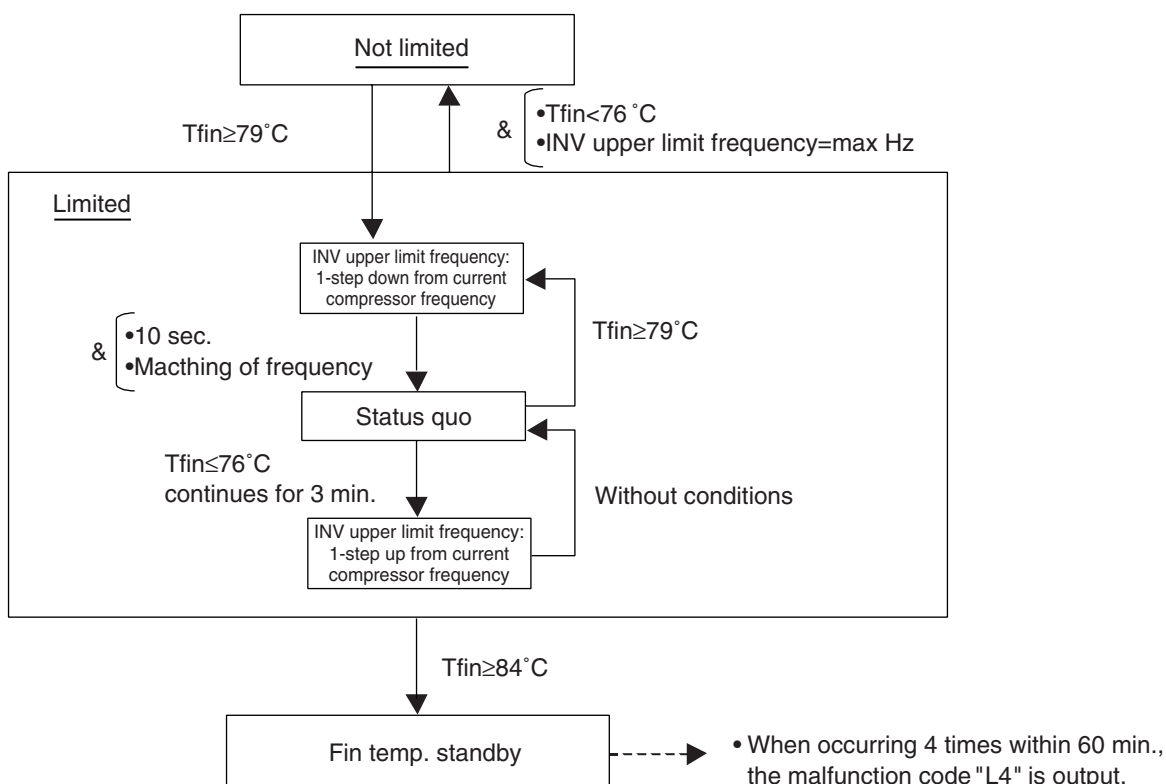 Not limited
Tfin≥79˚C
&
•Tfin<76 ˚C
•INV upper limit frequency=max Hz
Limited
INV upper limit frequency:
1-step down from current
compressor frequency
&
•10 sec.
•Macthing of frequency
Tfin≥79˚C
Status quo
Tfin≤76˚C
continues for 3 min.
Without conditions
INV upper limit frequency:
1-step up from current
compressor frequency
Tfin≥84˚C
Fin temp. standby
• When occurring 4 times within 60 min.,
the malfunction code "L4" is output.